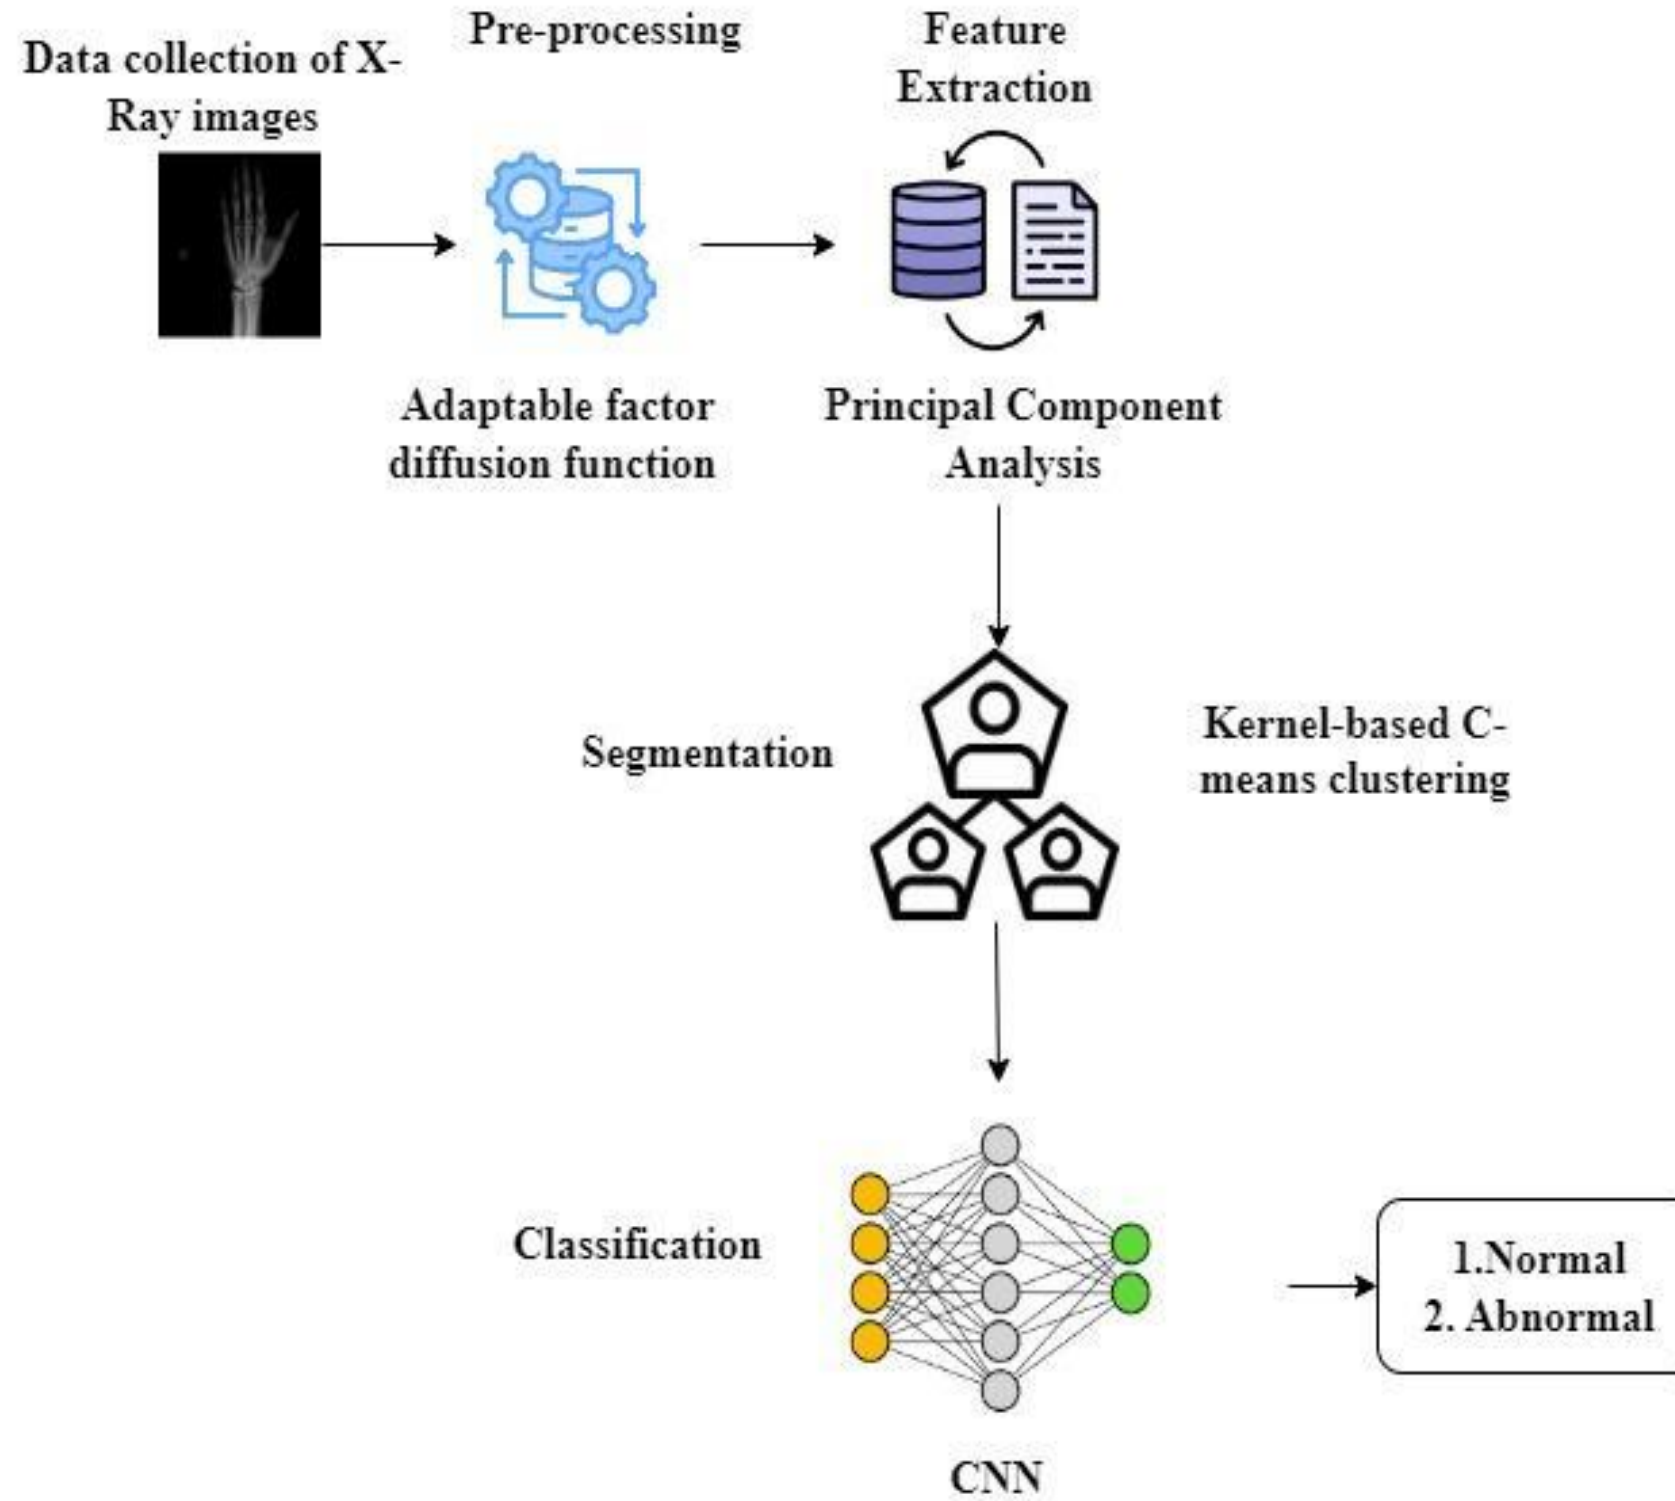 Data collection of X-
Ray images
Pre-processing
Feature
Extraction
Adaptable factor
diffusion function
Principal Component
Analysis
Segmentation
Kernel-based C-
means clustering
Classification
1.Normal
2. Abnormal
CNN